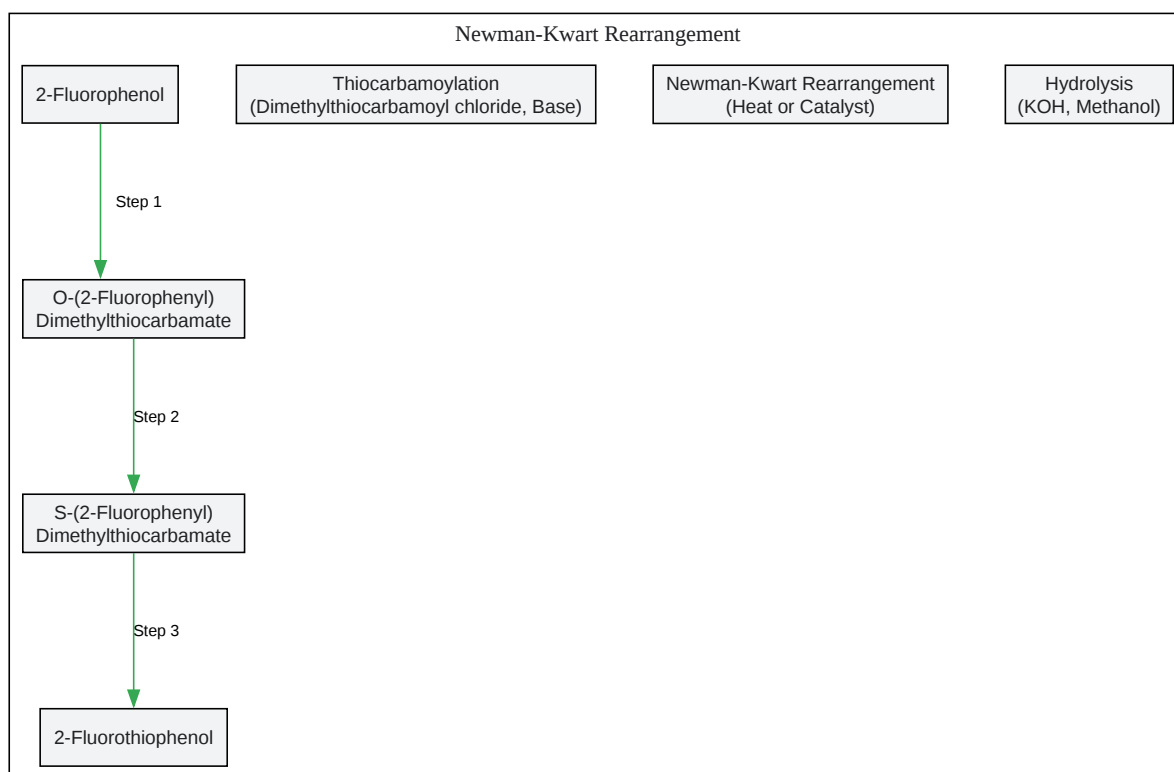 Newman-Kwart Rearrangement
2-Fluorophenol
Thiocarbamoylation
(Dimethylthiocarbamoyl chloride, Base)
Newman-Kwart Rearrangement
(Heat or Catalyst)
Hydrolysis
(KOH, Methanol)
Step 1
O-(2-Fluorophenyl)
Dimethylthiocarbamate
Step 2
S-(2-Fluorophenyl)
Dimethylthiocarbamate
Step 3
2-Fluorothiophenol